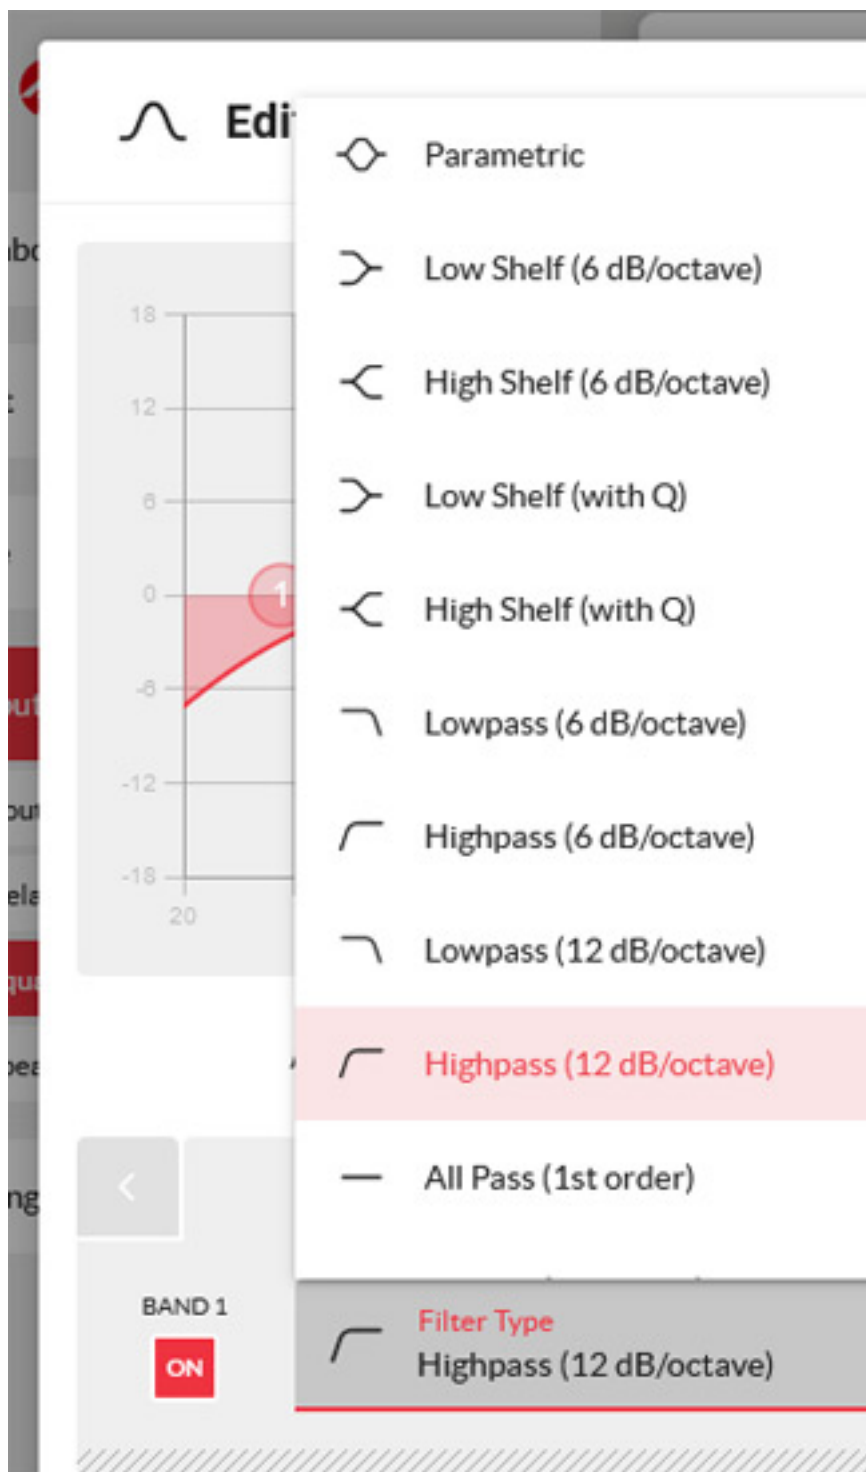 Edi
Parametric
Low Shelf (6 dB/octave)
High Shelf (6 dB/octave)
Low Shelf (with Q)
High Shelf (with Q)
Lowpass (6 dB/octave)
Highpass (6 dB/octave)
Lowpass (12 dB/octave)
Highpass (12 dB/octave)
All Pass (1st order)
18
12
6
0
1
-6
-12
-18
20
BAND 1
ON
Filter Type
Highpass (12 dB/octave)